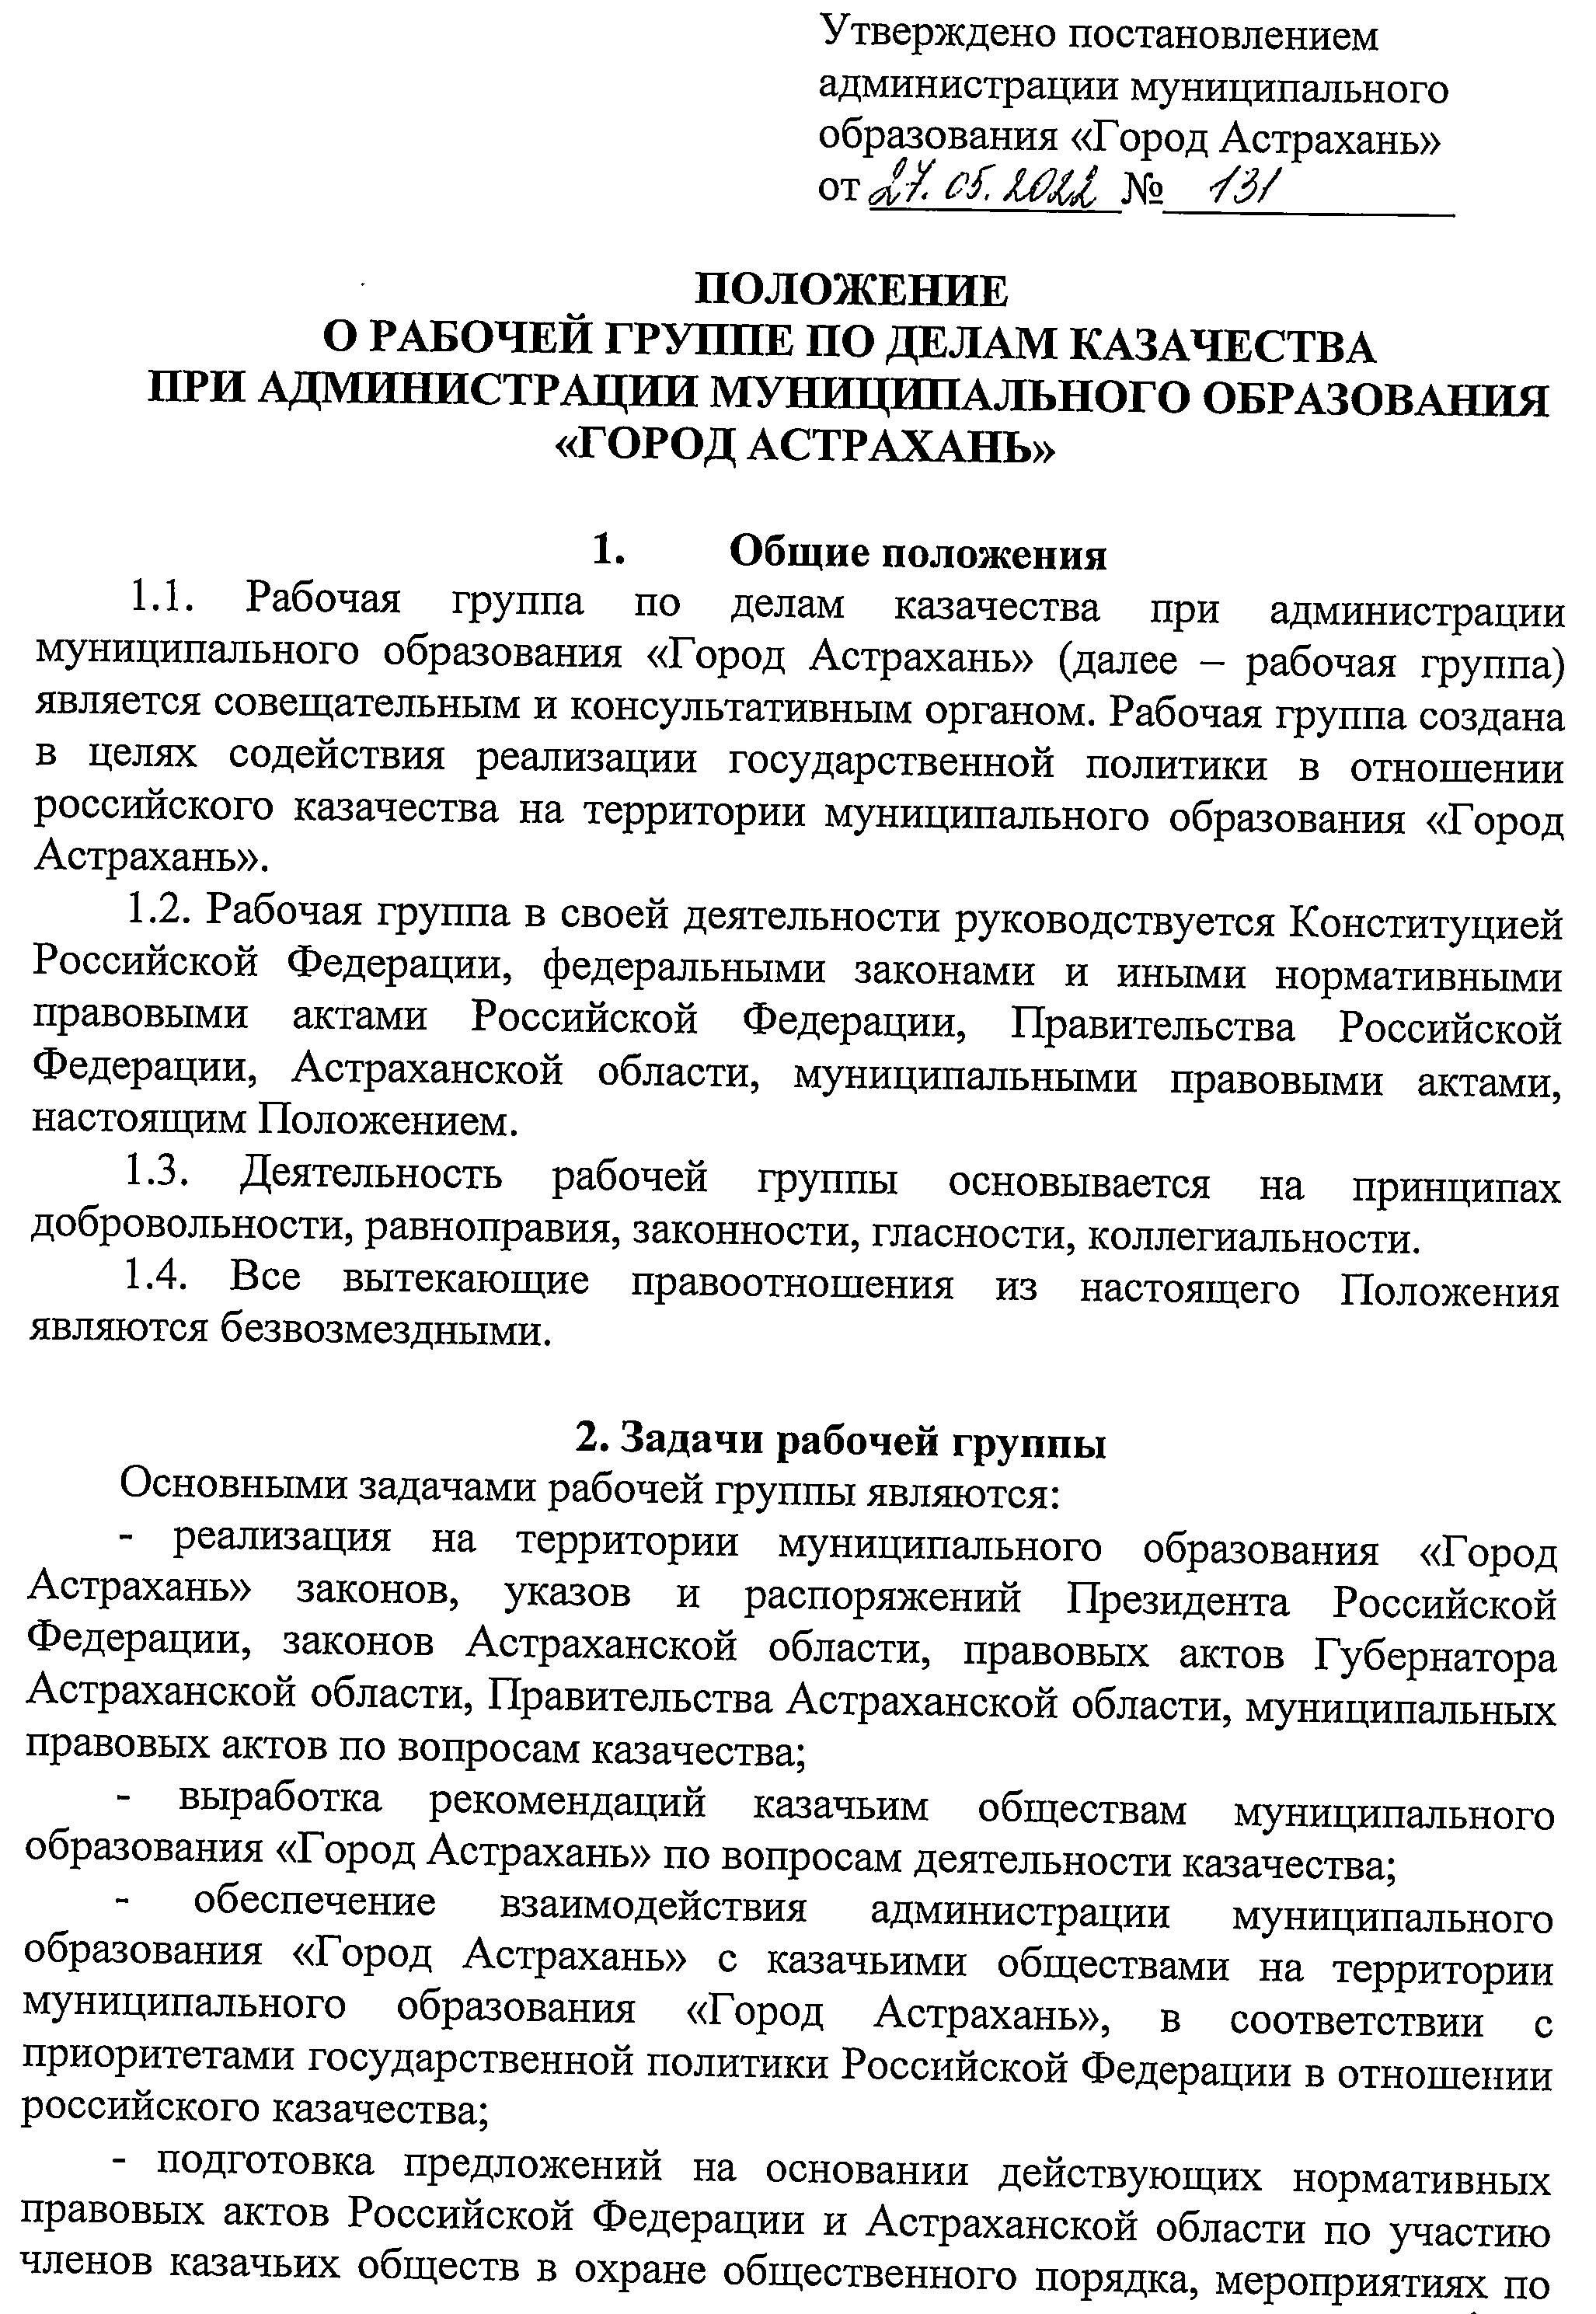 Утверждено постановлением
администрации муниципального
образования «Город Астрахань»
от 27.05.2022 № 131
ПОЛОЖЕНИЕ
О РАБОЧЕЙ ГРУППЕ ПО ДЕЛАМ КАЗАЧЕСТВА
ПРИ АДМИНИСТРАЦИИ МУНИЦИПАЛЬНОГО ОБРАЗОВАНИЯ
«ГОРОД АСТРАХАНЬ»
1. Общие положения
1.1. Рабочая группа по делам казачества при администрации
муниципального образования «Город Астрахань» (далее – рабочая группа)
является совещательным и консультативным органом. Рабочая группа создана
в целях содействия реализации государственной политики в отношении
российского казачества на территории муниципального образования «Город
Астрахань».
1.2. Рабочая группа в своей деятельности руководствуется Конституцией
Российской Федерации, федеральными законами и иными нормативными
правовыми актами Российской Федерации, Правительства Российской
Федерации, Астраханской области, муниципальными правовыми актами,
настоящим Положением.
1.3. Деятельность рабочей группы основывается на принципах
добровольности, равноправия, законности, гласности, коллегиальности.
1.4. Все вытекающие правоотношения из настоящего Положения
являются безвозмездными.
2. Задачи рабочей группы
Основными задачами рабочей группы являются:
- реализация на территории муниципального образования «Город
Астрахань» законов, указов и распоряжений Президента Российской
Федерации, законов Астраханской области, правовых актов Губернатора
Астраханской области, Правительства Астраханской области, муниципальных
правовых актов по вопросам казачества;
- выработка рекомендаций казачьим обществам муниципального
образования «Город Астрахань» по вопросам деятельности казачества;
- обеспечение взаимодействия администрации муниципального
образования «Город Астрахань» с казачьими обществами на территории
муниципального образования «Город Астрахань», в соответствии с
приоритетами государственной политики Российской Федерации в отношении
российского казачества;
- подготовка предложений на основании действующих нормативных
правовых актов Российской Федерации и Астраханской области по участию
членов казачьих обществ в охране общественного порядка, мероприятиях по